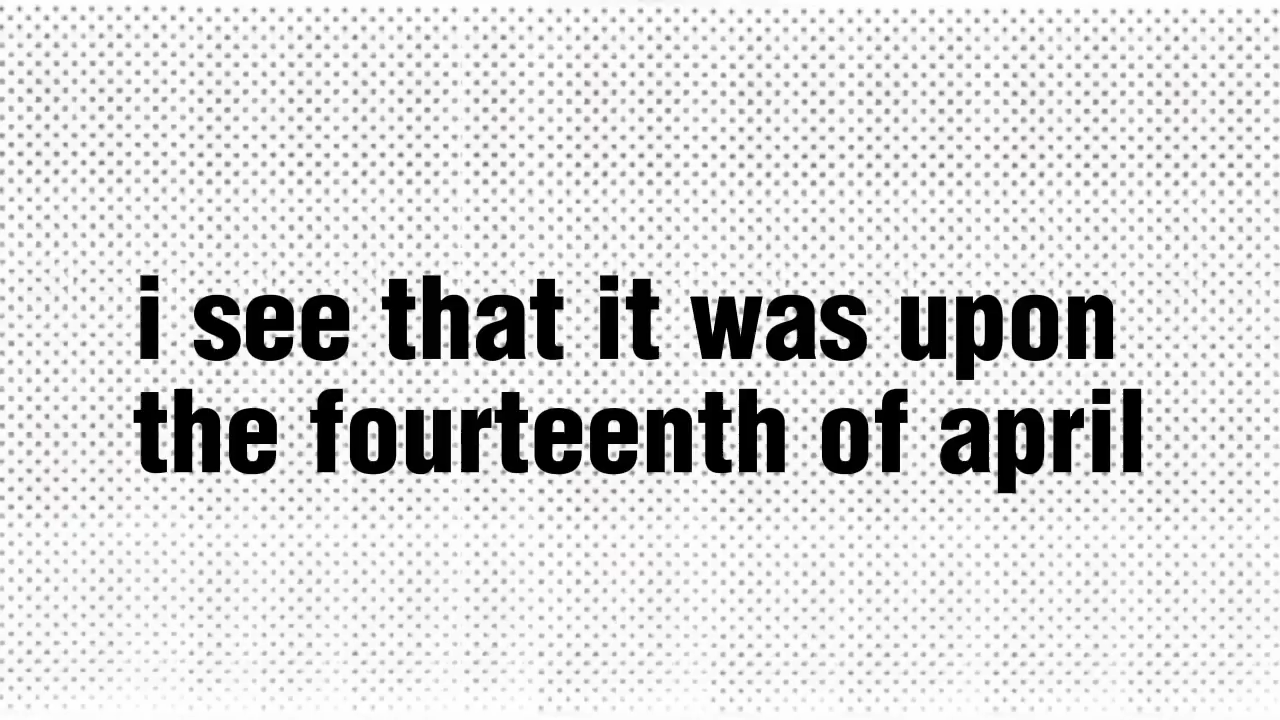 i see that it was upon
the fourteenth of april